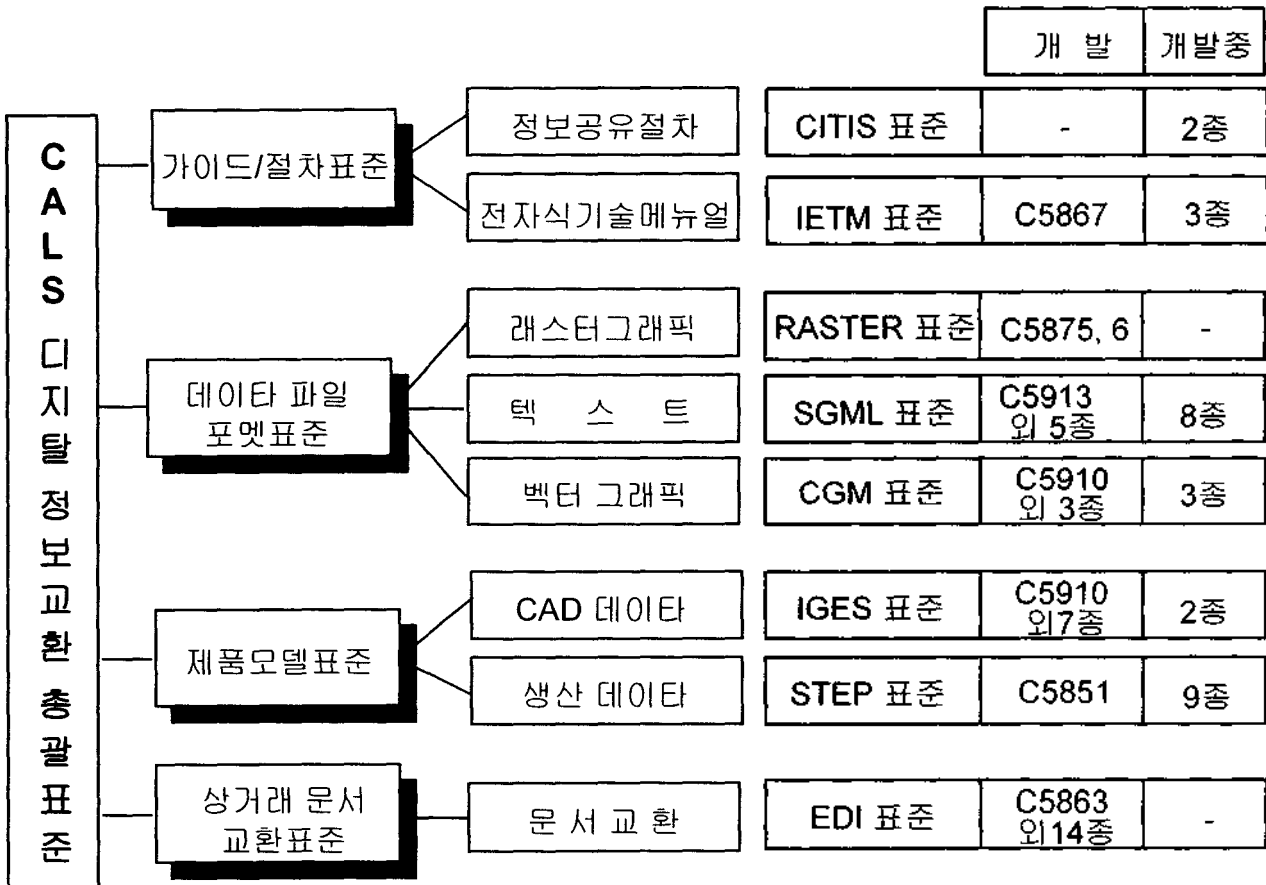 개 발 개발중
CALS 디지탈 정보교환 총괄표준
가이드/절차표준
정보공유절차 CITIS 표준 - 2종
전자식기술메뉴얼 IETM 표준 C5867 3종
데이타 파일
포멧표준
래스터그래픽 RASTER 표준 C5875, 6 -
텍 스 트 SGML 표준 C5913
외 5종 8종
벡터 그래픽 CGM 표준 C5910
외 3종 3종
제품모델표준
CAD 데이타 IGES 표준 C5910
외7종 2종
생산 데이타 STEP 표준 C5851 9종
상거래 문서
교환표준
문 서 교 환 EDI 표준 C5863
외14종 -